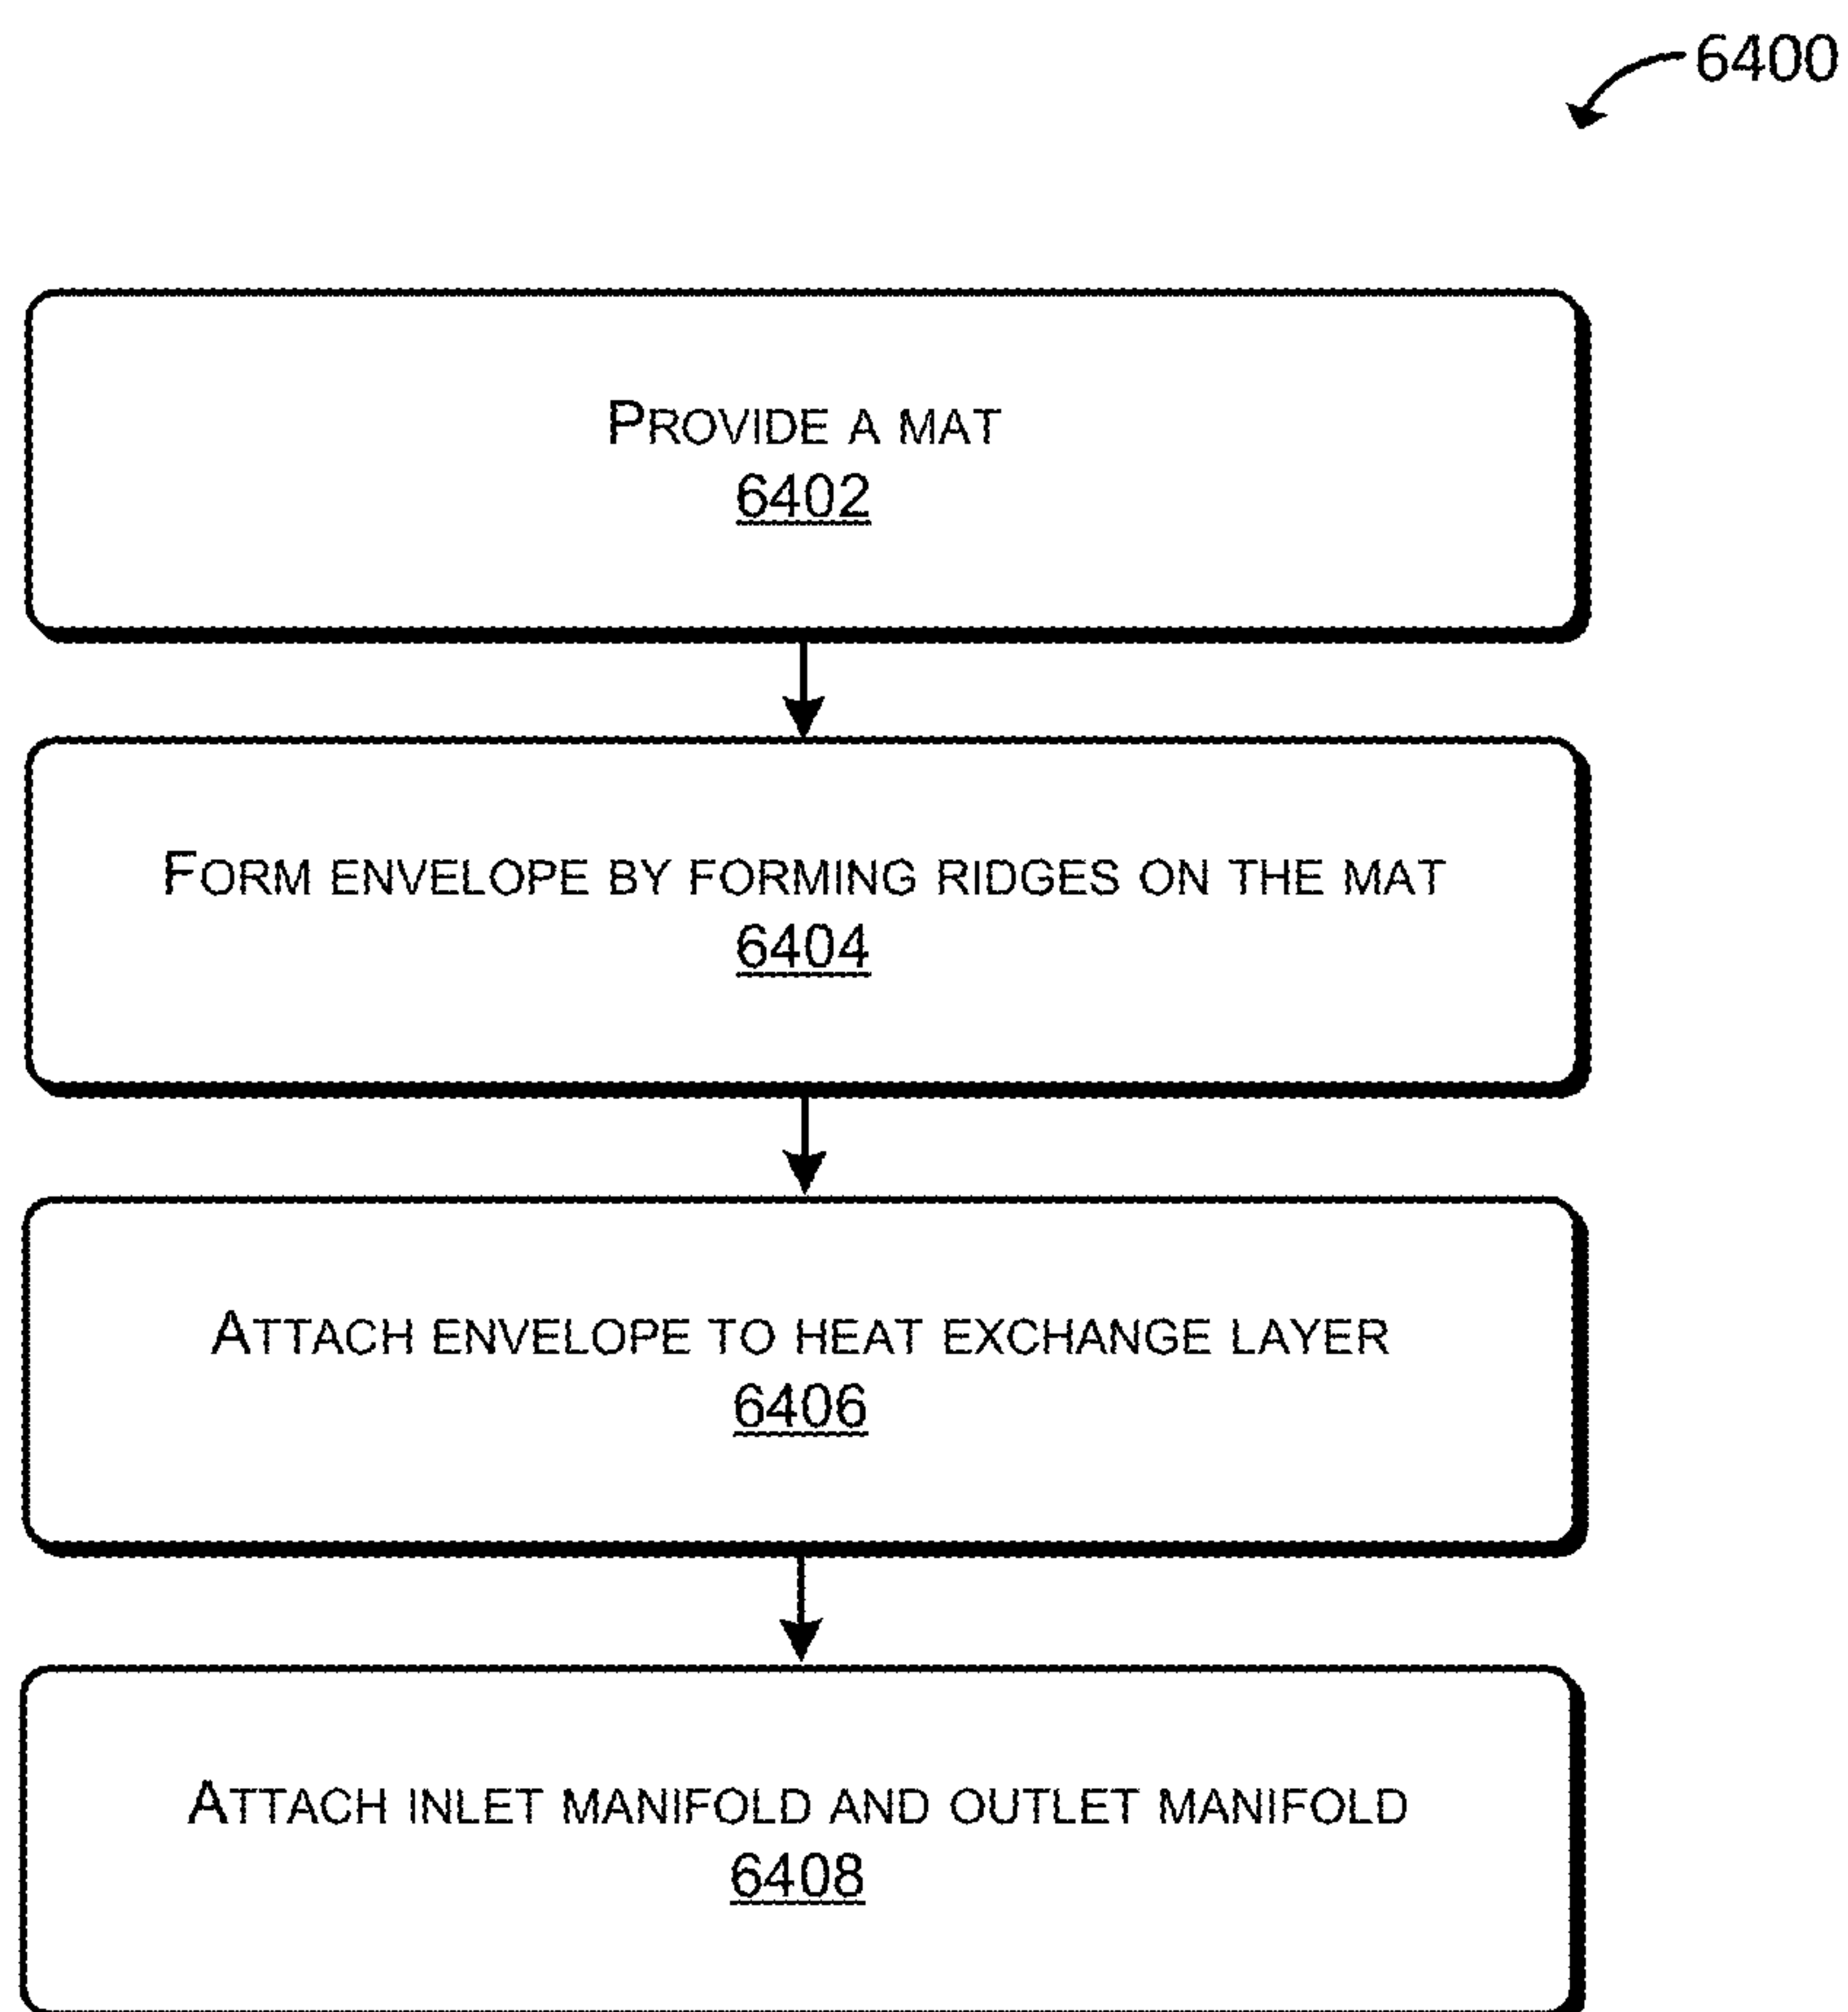 6400
PROVIDE A MAT
6402
FORM ENVELOPE BY FORMING RIDGES ON THE MAT
6404
ATTACH ENVELOPE TO HEAT EXCHANGE LAYER
6406
ATTACH INLET MANIFOLD AND OUTLET MANIFOLD
6408